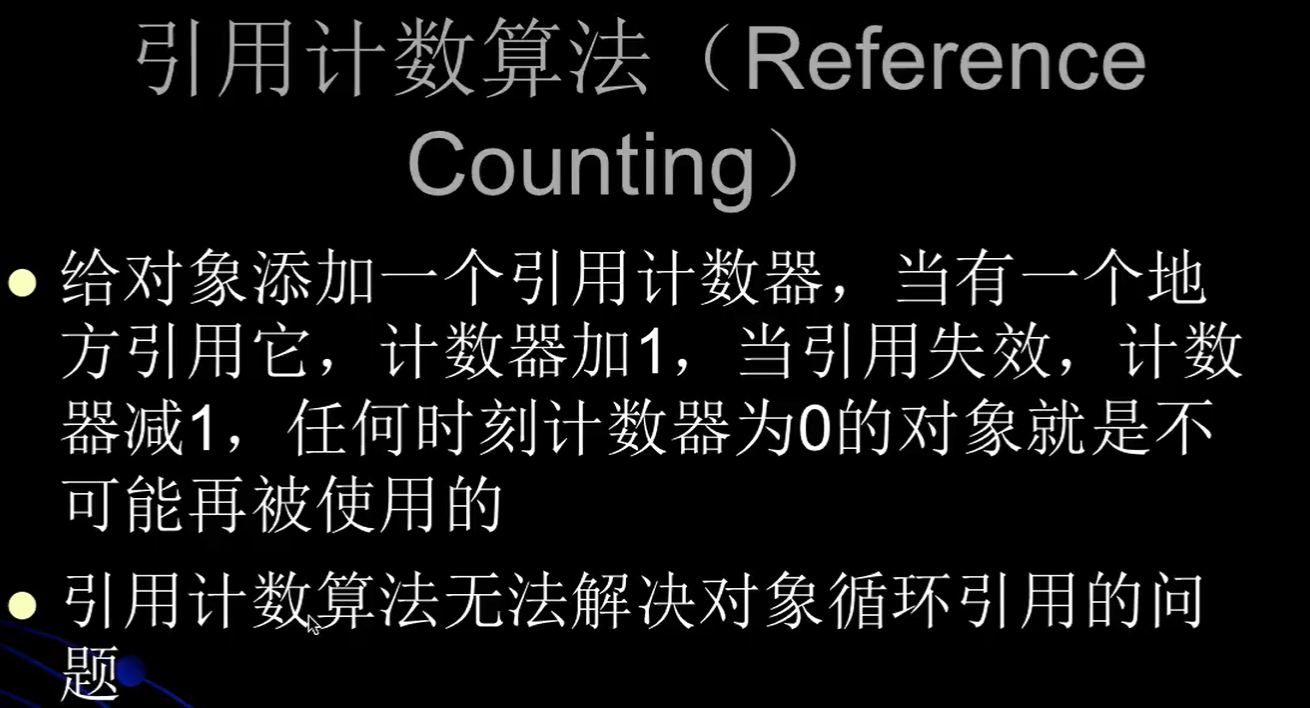 引用计数算法（Reference
Counting）
给对象添加一个引用计数器，当有一个地
方引用它，计数器加1，当引用失效，计数
器减1，任何时刻计数器为0的对象就是不
可能再被使用的
引用计数算法无法解决对象循环引用的问
题